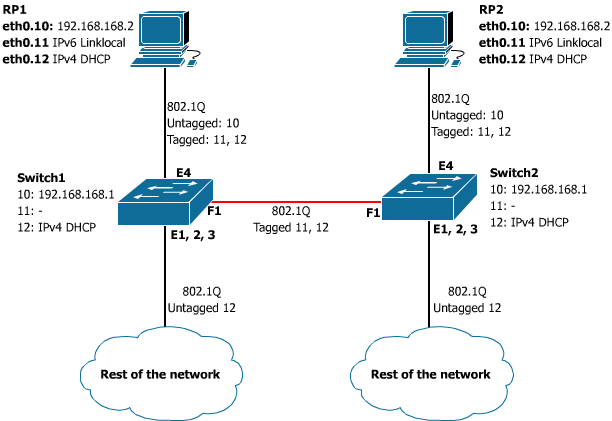 RP1
eth0.10: 192.168.168.2
eth0.11 IPv6 Linklocal
eth0.12 IPv4 DHCP
RP2
eth0.10: 192.168.168.2
eth0.11 IPv6 Linklocal
eth0.12 IPv4 DHCP
802.1Q
Untagged: 10
Tagged: 11, 12
802.1Q
Untagged: 10
Tagged: 11, 12
Switch1
10: 192.168.168.1
11: -
12: IPv4 DHCP
E4
F1
E1, 2, 3
802.1Q
Tagged 11, 12
E4
F1
E1, 2, 3
Switch2
10: 192.168.168.1
11: -
12: IPv4 DHCP
802.1Q
Untagged 12
802.1Q
Untagged 12
Rest of the network
Rest of the network